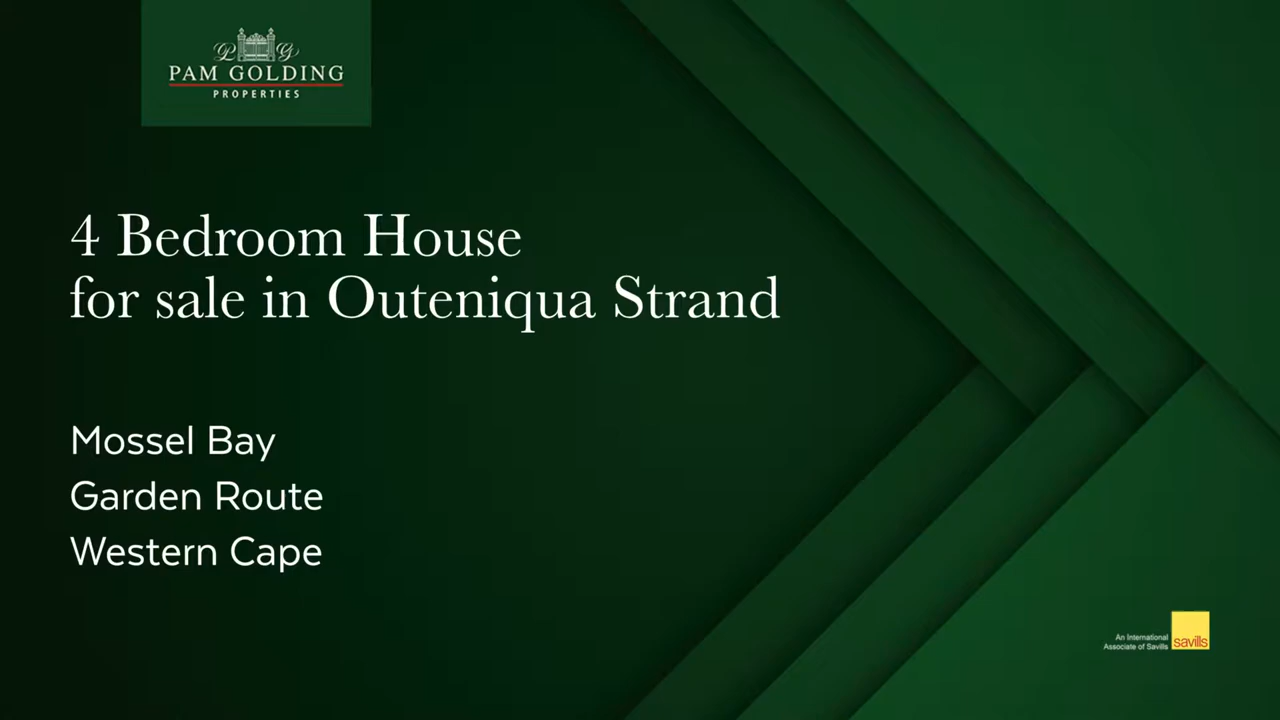 PG
PAM GOLDING
PROPERTIES
4 Bedroom House
for sale in Outeniqua Strand
Mossel Bay
Garden Route
Western Cape
An International
Associate of Savills
savills